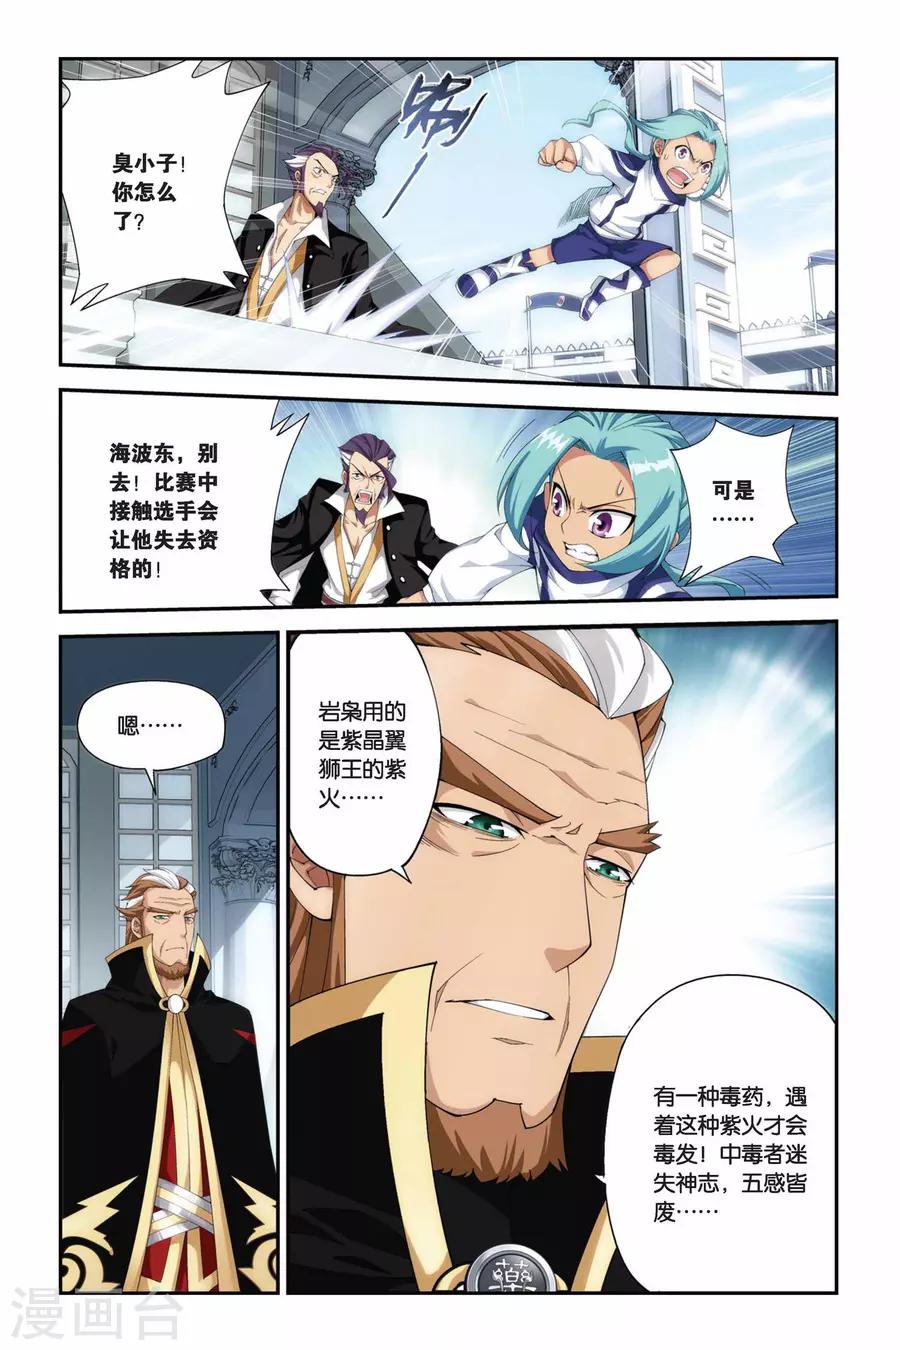 臭小子！
你怎么
了？
嘭
海波东，别
去！比赛中
接触选手会
让他失去资
格的！
可是
……
嗯……
岩枭用的
是紫晶翼
狮王的紫
火……
有一种毒药，遇
着这种紫火才会
毒发！中毒者迷
失神志，五感皆
废……
藥
漫画台